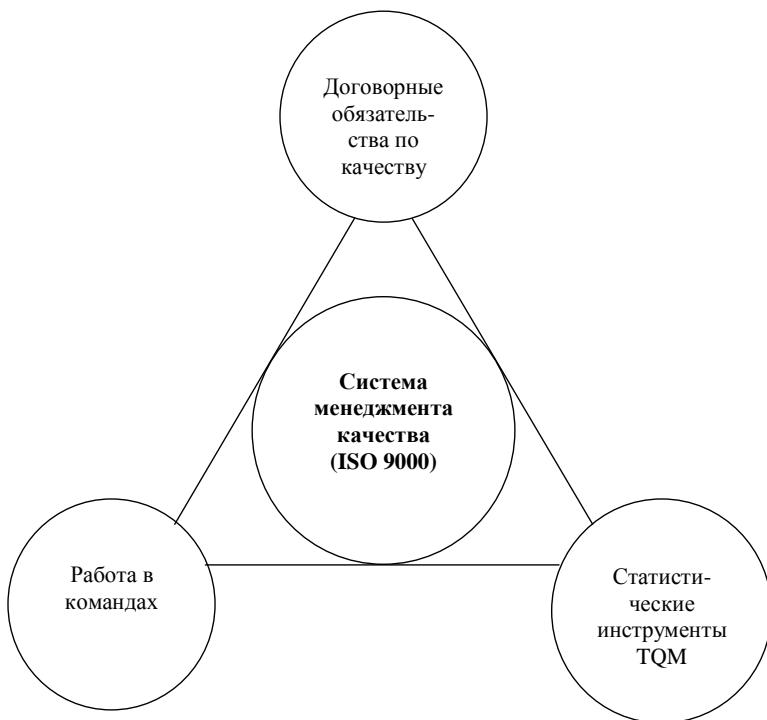 Договорные
обязатель-
ства по
качеству
Система
менеджмента
качества
(ISO 9000)
Работа в
командах
Статисти-
ческие
инструменты
TQM